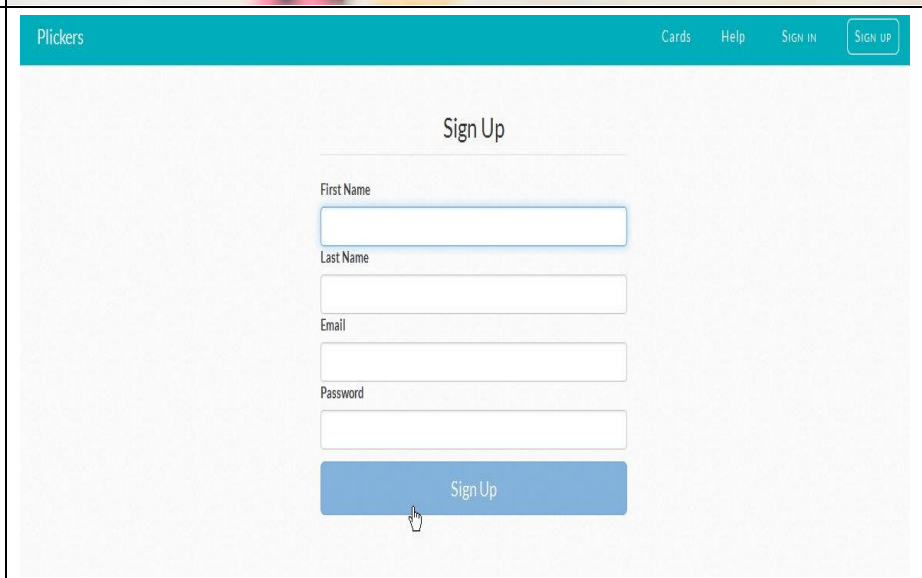 Plickers Cards Help SIGN IN SIGN UP
Sign Up
First Name
Last Name
Email
Password
Sign Up